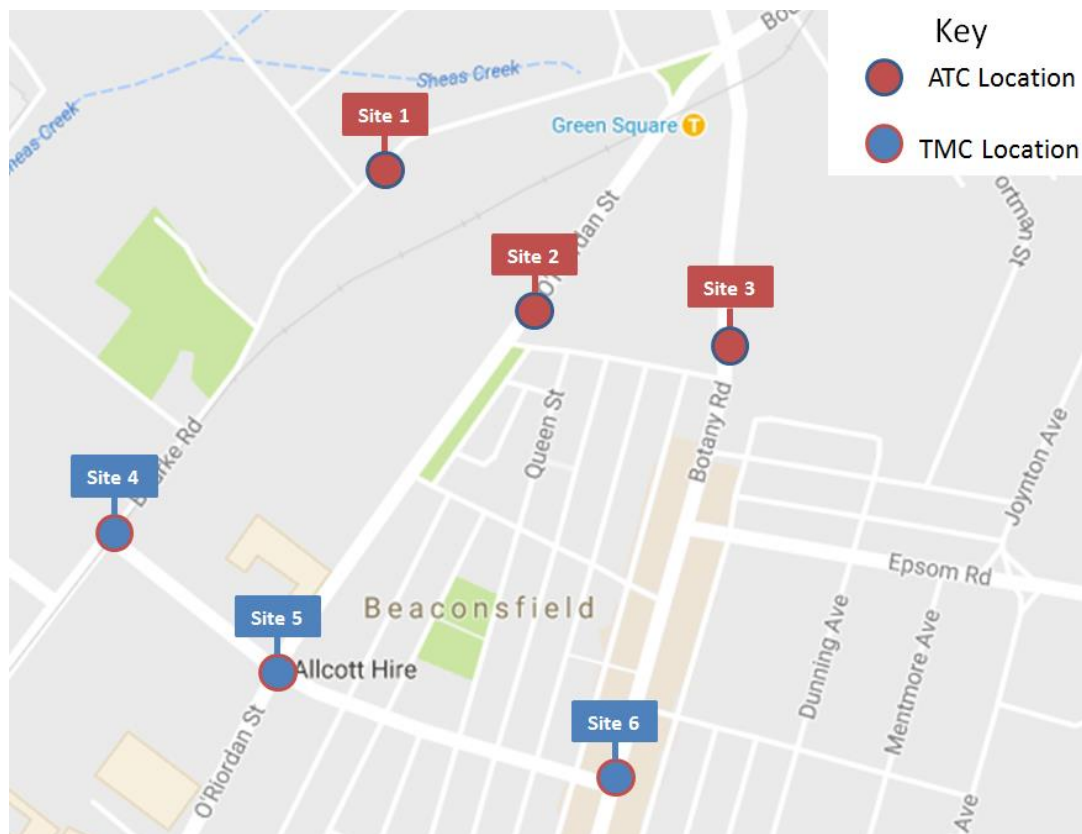 Key
ATC Location
TMC Location
Sheas Creek
Sheas Creek
Site 1
Green Square T
Site 2
O'Riordan St
Site 3
Queen St
Botany Rd
Joynton Ave
Site 4
Epsom Rd
Beaconsfield
Site 5
Allcott Hire
Dunning Ave
Mentmore Ave
Site 6
O'Riordan St
Ave